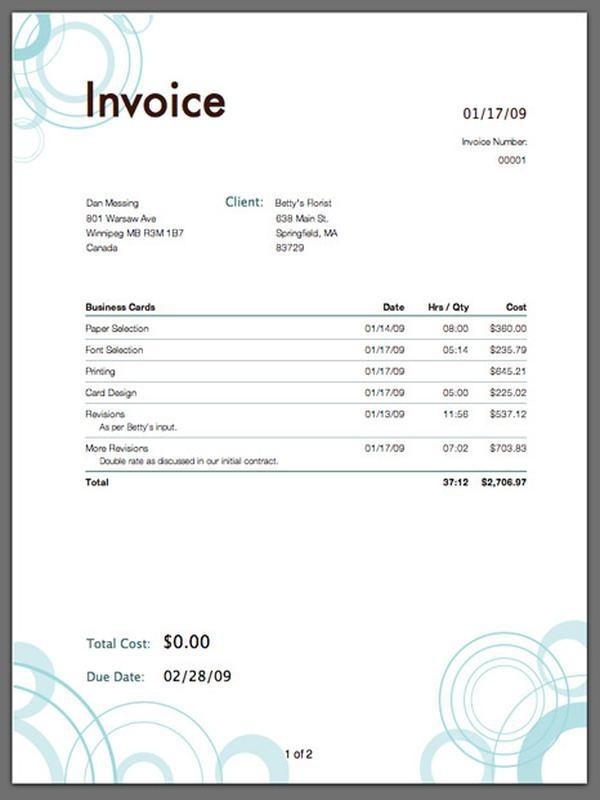 Invoice
01/17/09
Invoice Number:
00001
Dan Messing
801 Warsaw Ave
Winnipeg MB R3M 1B7
Canada
Client: Betty's Florist
638 Main St.
Springfield, MA
83729
Business Cards Date Hrs / Qty Cost
Paper Selection 01/14/09 08:00 $360.00
Font Selection 01/17/09 05:14 $235.79
Printing 01/17/09 $645.21
Card Design 01/17/09 05:00 $225.02
Revisions 01/13/09 11:56 $537.12
As per Betty's input.
More Revisions 01/17/09 07:02 $703.83
Double rate as discussed in our initial contract.
Total 37:12 $2,706.97
Total Cost: $0.00
Due Date: 02/28/09
1 of 2